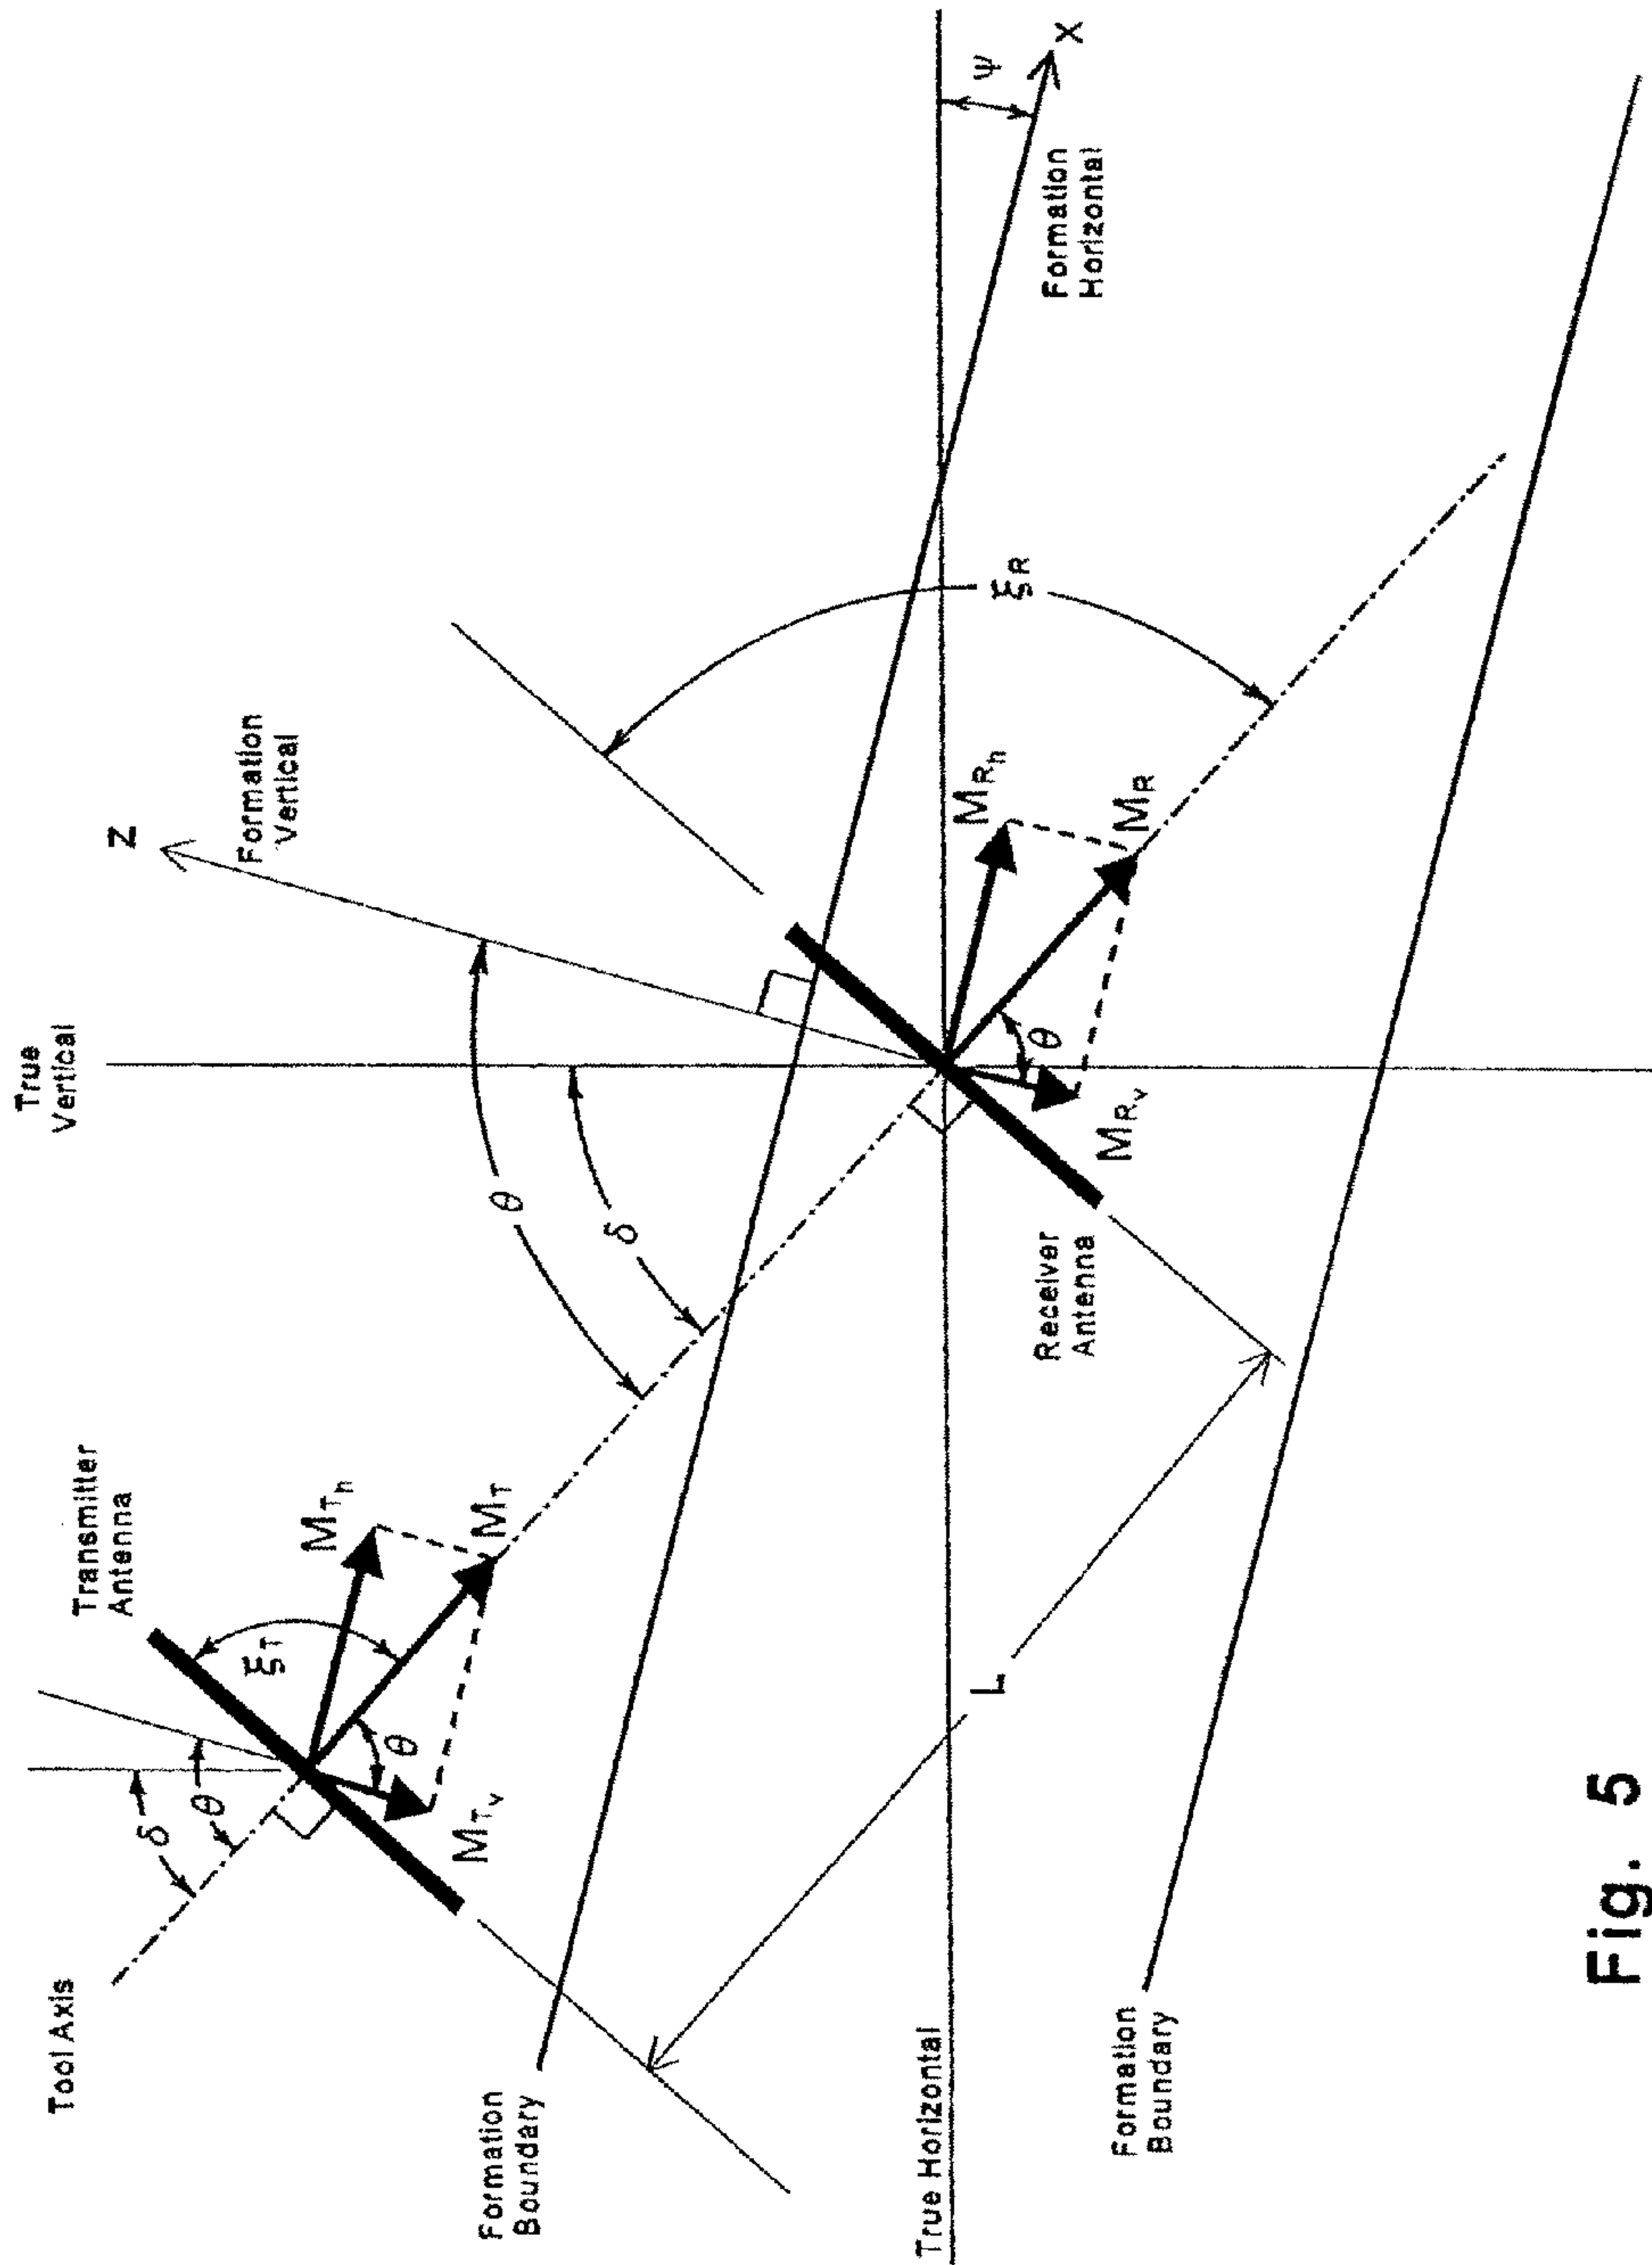 True
Vertical
Z
Formation
Vertical
Tool Axis
δ
θ
Transmitter
Antenna
ξT
MTh
MT
θ
MTv
θ
δ
ξR
Formation
Boundary
True Horizontal
L
Receiver
Antenna
MRh
MR
θ
MRv
Ψ
X
Formation
Horizontal
Formation
Boundary
Fig. 5